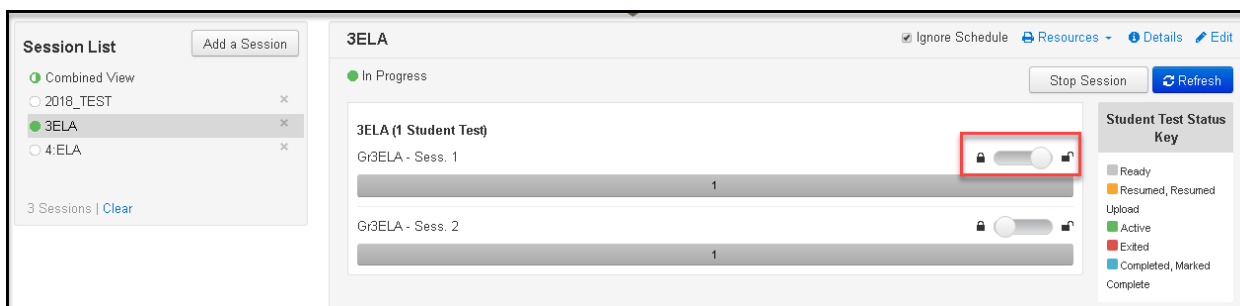 Session List
Add a Session
Combined View
2018_TEST
3ELA
4:ELA
3 Sessions | Clear
3ELA
Ignore Schedule Resources Details Edit
In Progress
Stop Session Refresh
3ELA (1 Student Test)
Gr3ELA - Sess. 1
1
Gr3ELA - Sess. 2
1
Student Test Status
Key
Ready
Resumed, Resumed
Upload
Active
Exited
Completed, Marked
Complete